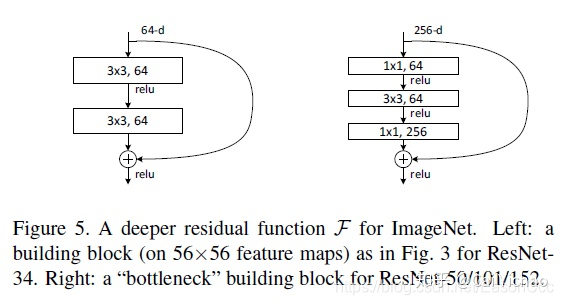 64-d
3x3, 64
relu
3x3, 64
+
relu
256-d
1x1, 64
relu
3x3, 64
relu
1x1, 256
+
relu
Figure 5. A deeper residual function F for ImageNet. Left: a
building block (on 56×56 feature maps) as in Fig. 3 for ResNet-
34. Right: a “bottleneck” building block for ResNet-50/101/152.